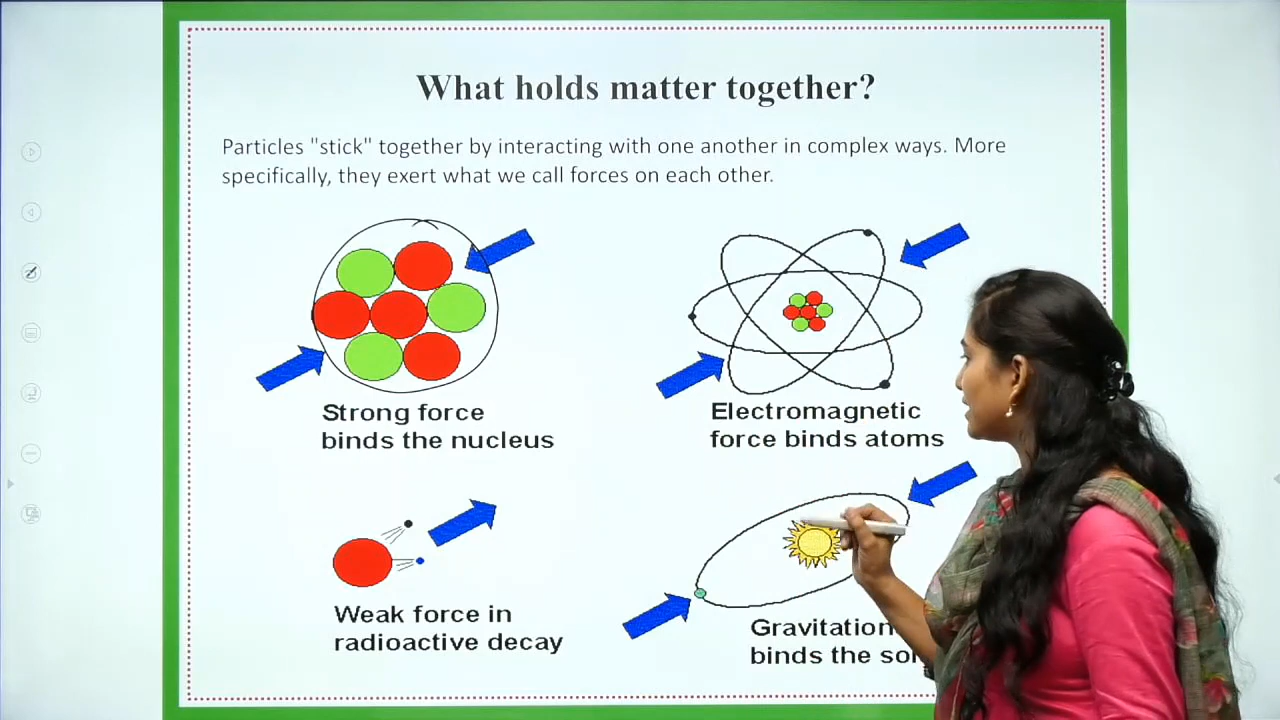 What holds matter together?
Particles "stick" together by interacting with one another in complex ways. More
specifically, they exert what we call forces on each other.
Strong force
binds the nucleus
Electromagnetic
force binds atoms
Weak force in
radioactive decay
Gravitation
binds the